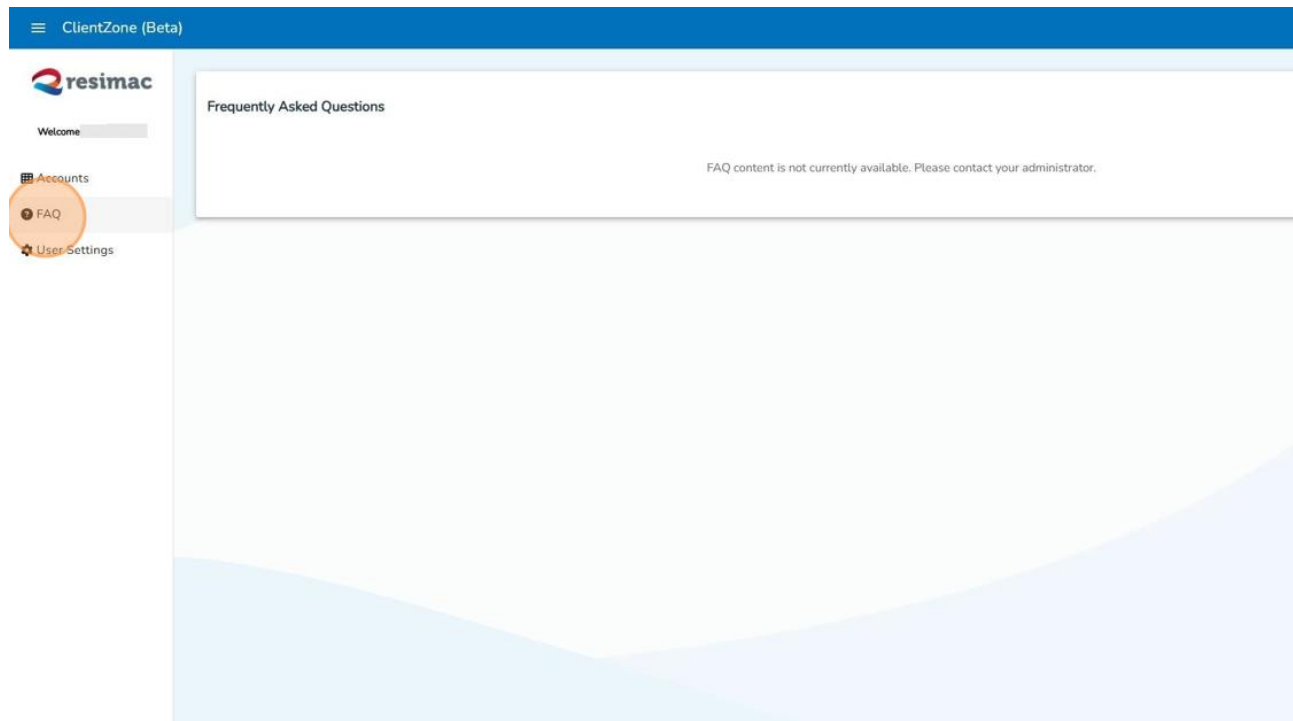 ClientZone (Beta)
resimac
Welcome
Accounts
FAQ
User Settings
Frequently Asked Questions
FAQ content is not currently available. Please contact your administrator.